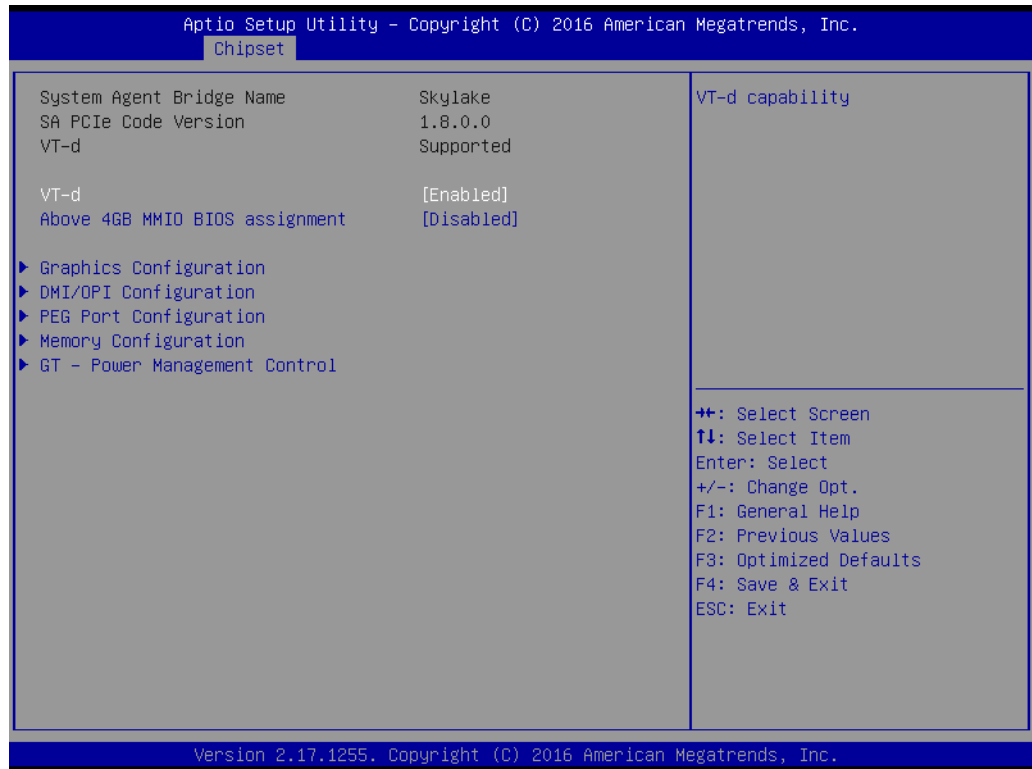 Aptio Setup Utility – Copyright (C) 2016 American Megatrends, Inc.
Chipset
System Agent Bridge Name Skylake
SA PCIe Code Version 1.8.0.0
VT-d Supported
VT-d [Enabled]
Above 4GB MMIO BIOS assignment [Disabled]
▶ Graphics Configuration
▶ DMI/OPI Configuration
▶ PEG Port Configuration
▶ Memory Configuration
▶ GT – Power Management Control
VT-d capability
→←: Select Screen
↑↓: Select Item
Enter: Select
+/-: Change Opt.
F1: General Help
F2: Previous Values
F3: Optimized Defaults
F4: Save & Exit
ESC: Exit
Version 2.17.1255. Copyright (C) 2016 American Megatrends, Inc.